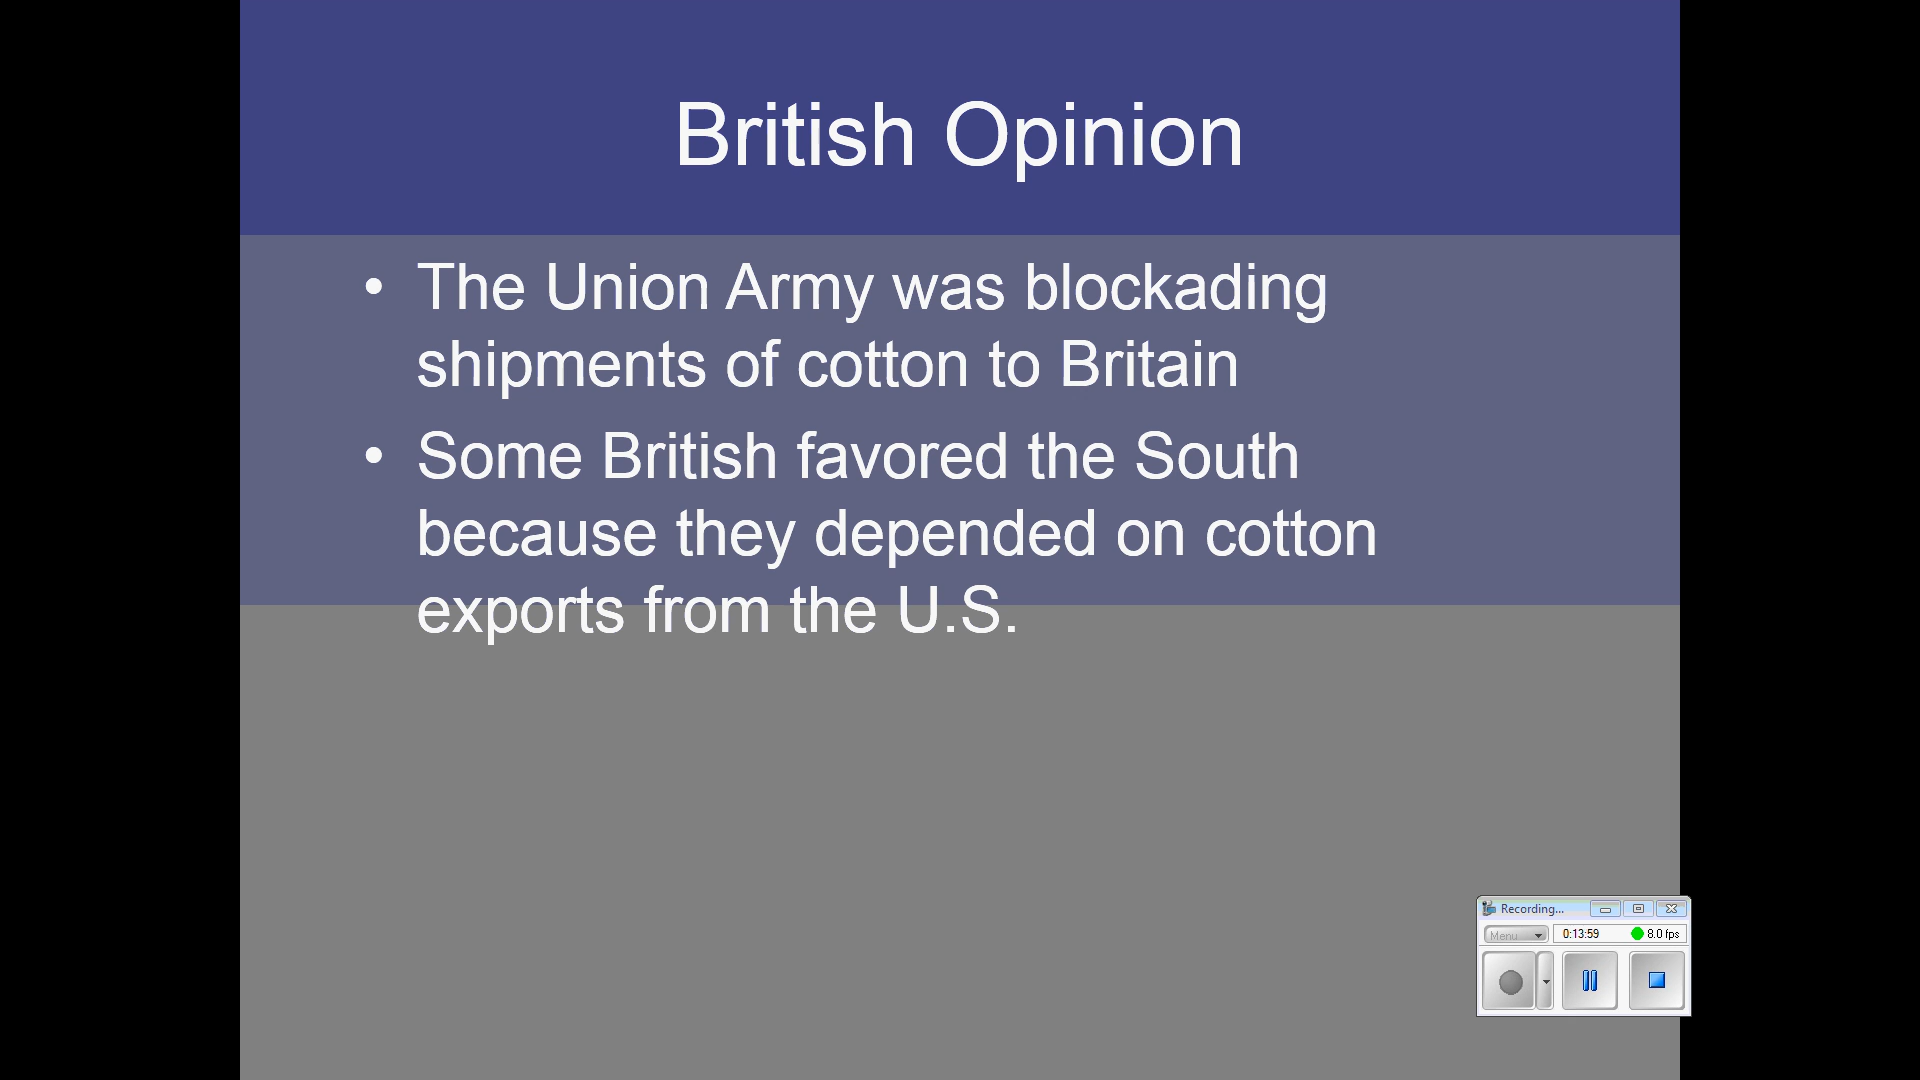 British Opinion
• The Union Army was blockading
shipments of cotton to Britain
• Some British favored the South
because they depended on cotton
exports from the U.S.
Recording...
Menu
0:13:59
8.0 fps